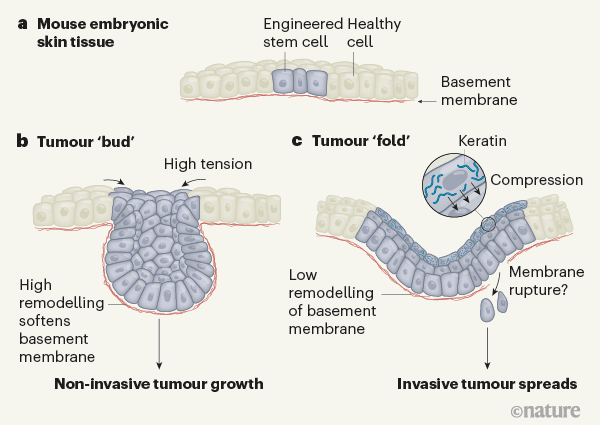 a Mouse embryonic
skin tissue
Engineered
stem cell
Healthy
cell
Basement
membrane
b Tumour ‘bud’
High tension
High
remodelling
softens
basement
membrane
Non-invasive tumour growth
c Tumour ‘fold’
Keratin
Compression
Low
remodelling
of basement
membrane
Membrane
rupture?
Invasive tumour spreads
©nature